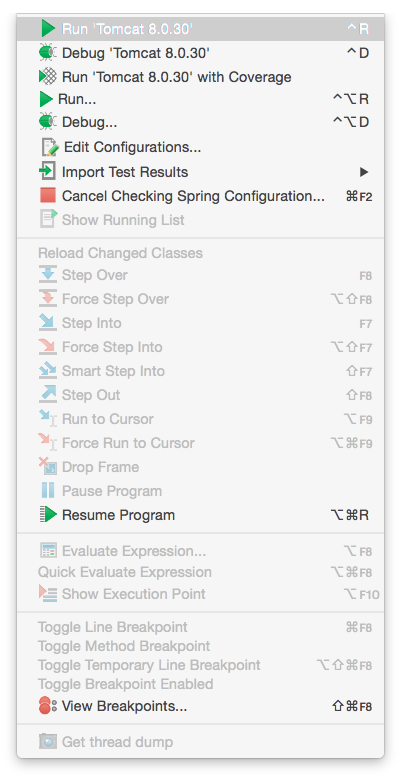 Run 'Tomcat 8.0.30' ^R
Debug 'Tomcat 8.0.30' ^D
Run 'Tomcat 8.0.30' with Coverage
Run... ^⌥R
Debug... ^⌥D
Edit Configurations...
Import Test Results
Cancel Checking Spring Configuration... ⌘F2
Show Running List
Reload Changed Classes
Step Over F8
Force Step Over ⌥⇧F8
Step Into F7
Force Step Into ⌥⇧F7
Smart Step Into ⇧F7
Step Out ⇧F8
Run to Cursor ⌥F9
Force Run to Cursor ⌥⌘F9
Drop Frame
Pause Program
Resume Program ⌥⌘R
Evaluate Expression... ⌥F8
Quick Evaluate Expression ⌥⌘F8
Show Execution Point ⌥F10
Toggle Line Breakpoint ⌘F8
Toggle Method Breakpoint
Toggle Temporary Line Breakpoint ⌥⇧⌘F8
Toggle Breakpoint Enabled
View Breakpoints... ⇧⌘F8
Get thread dump